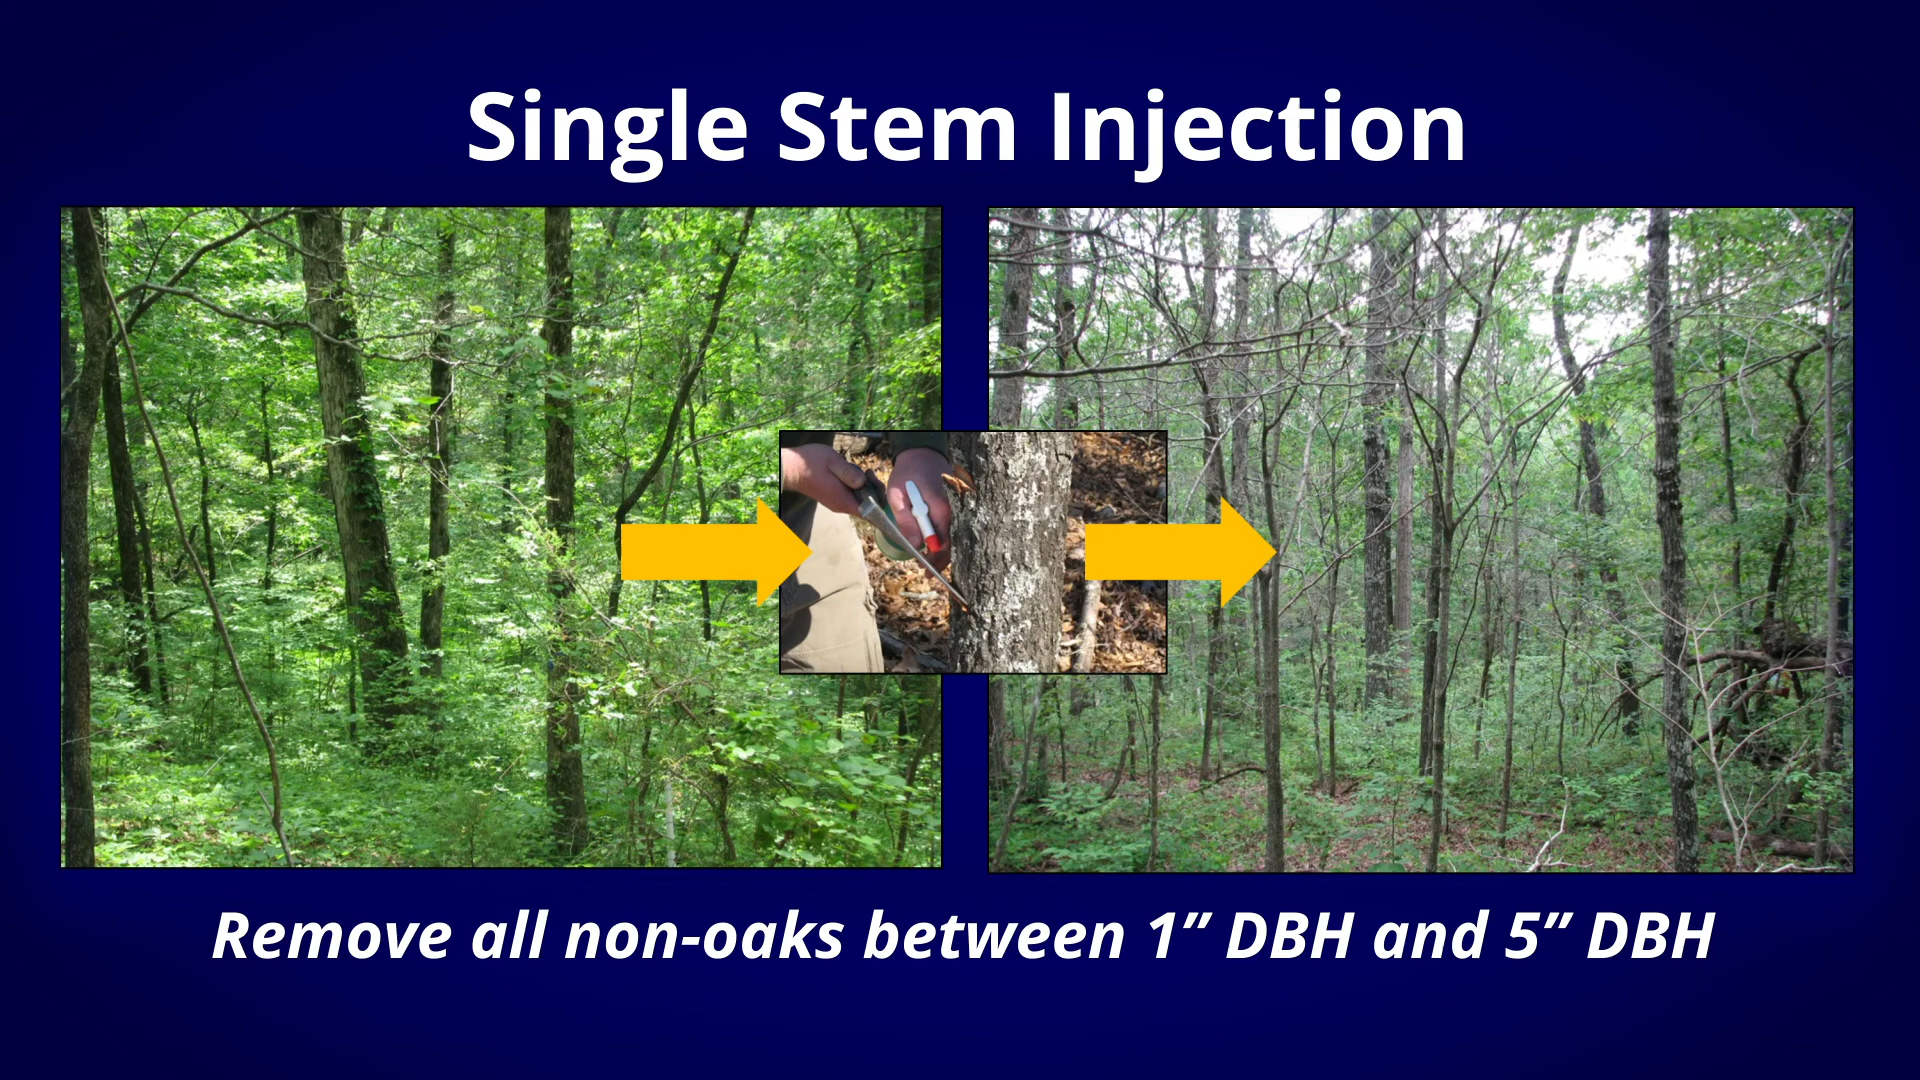 Single Stem Injection
Remove all non-oaks between 1” DBH and 5” DBH